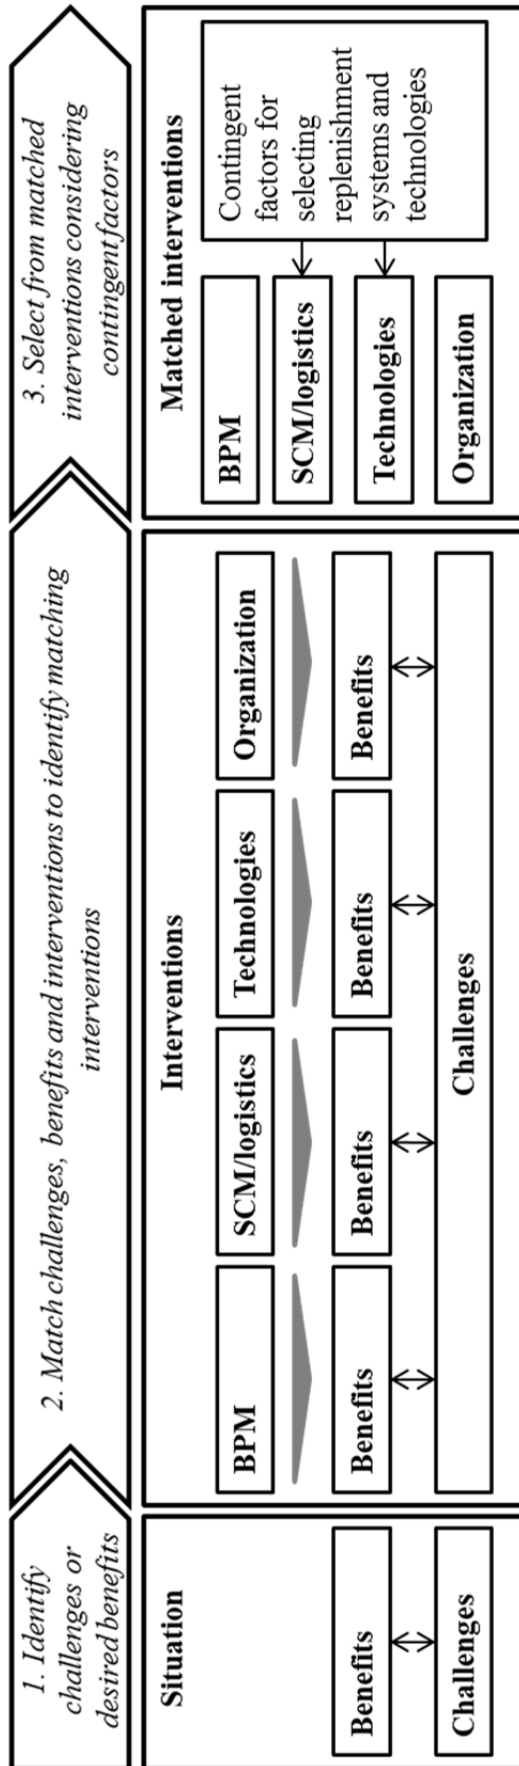 1. Identify
challenges or
desired benefits
2. Match challenges, benefits and interventions to identify matching
interventions
3. Select from matched
interventions considering
contingent factors
Situation
Benefits
Challenges
Interventions
BPM
SCM/logistics
Technologies
Organization
Benefits
Benefits
Benefits
Benefits
Challenges
Matched interventions
BPM
SCM/logistics
Technologies
Organization
Contingent
factors for
selecting
replenishment
systems and
technologies